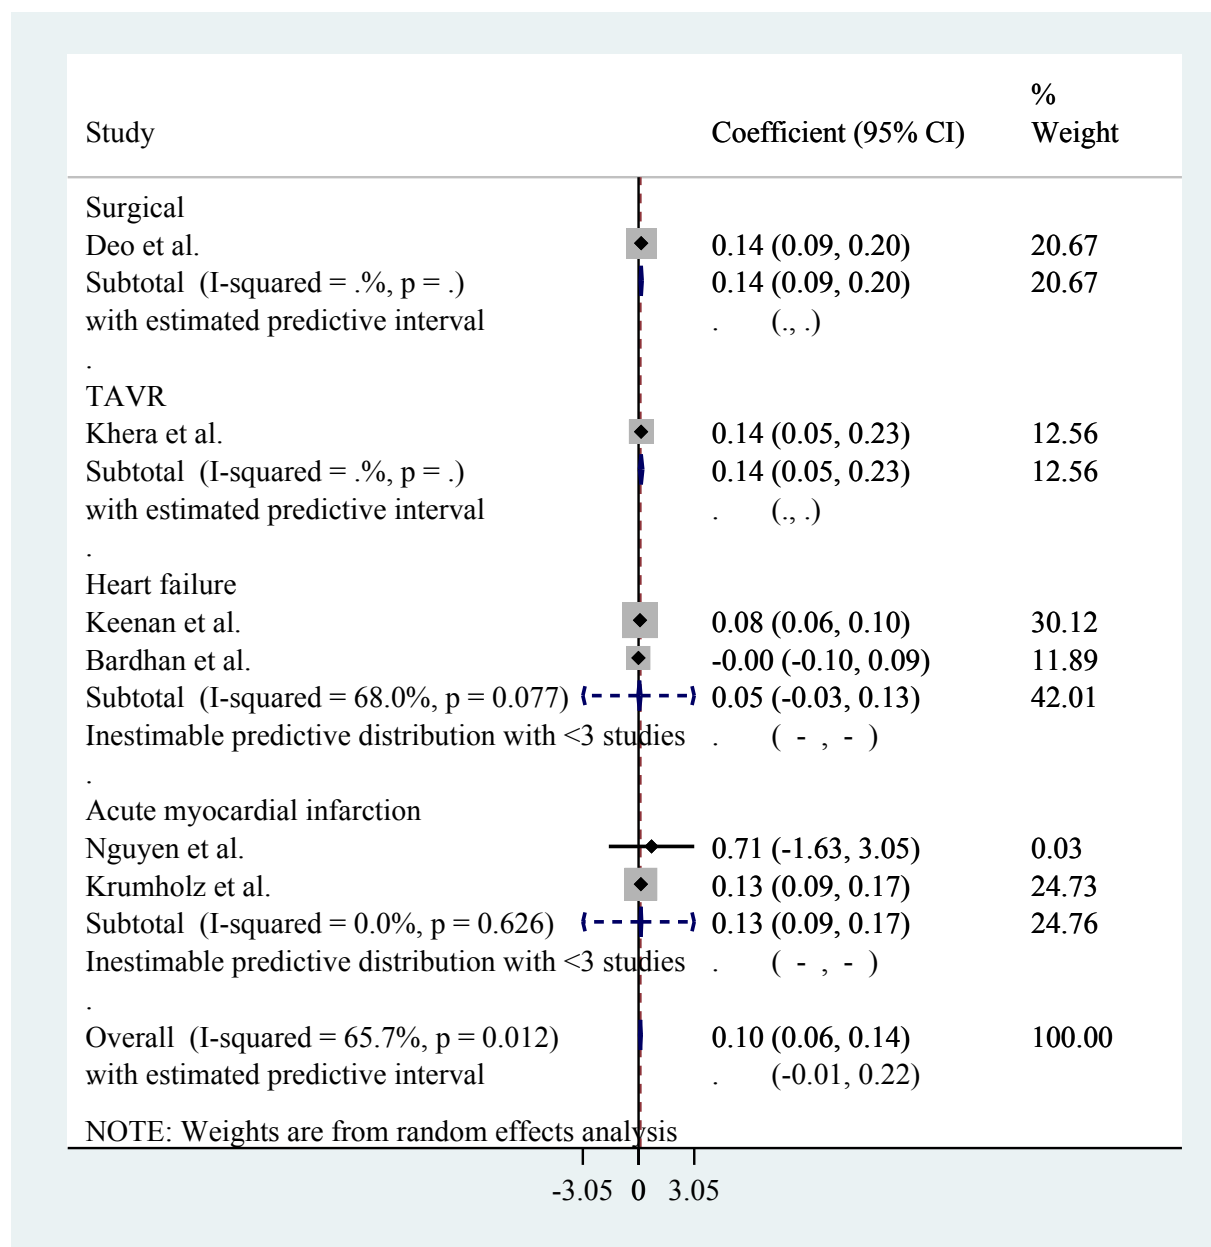 %
Study Coefficient (95% CI) Weight
Surgical
Deo et al. 0.14 (0.09, 0.20) 20.67
Subtotal (I-squared = .%, p = .) 0.14 (0.09, 0.20) 20.67
with estimated predictive interval . (., .)
.
TAVR
Khera et al. 0.14 (0.05, 0.23) 12.56
Subtotal (I-squared = .%, p = .) 0.14 (0.05, 0.23) 12.56
with estimated predictive interval . (., .)
.
Heart failure
Keenan et al. 0.08 (0.06, 0.10) 30.12
Bardhan et al. -0.00 (-0.10, 0.09) 11.89
Subtotal (I-squared = 68.0%, p = 0.077) 0.05 (-0.03, 0.13) 42.01
Inestimable predictive distribution with <3 studies . ( - , - )
.
Acute myocardial infarction
Nguyen et al. 0.71 (-1.63, 3.05) 0.03
Krumholz et al. 0.13 (0.09, 0.17) 24.73
Subtotal (I-squared = 0.0%, p = 0.626) 0.13 (0.09, 0.17) 24.76
Inestimable predictive distribution with <3 studies . ( - , - )
.
Overall (I-squared = 65.7%, p = 0.012) 0.10 (0.06, 0.14) 100.00
with estimated predictive interval . (-0.01, 0.22)
NOTE: Weights are from random effects analysis
-3.05 0 3.05